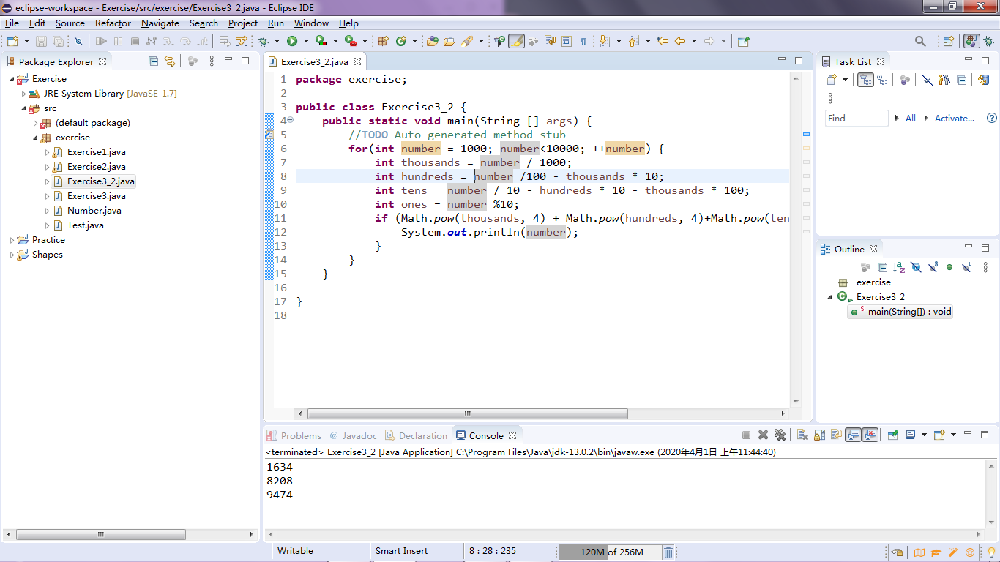 eclipse-workspace - Exercise/src/exercise/Exercise3_2.java - Eclipse IDE
File Edit Source Refactor Navigate Search Project Run Window Help
Package Explorer
Exercise
JRE System Library [JavaSE-1.7]
src
(default package)
exercise
Exercise1.java
Exercise2.java
Exercise3_2.java
Exercise3.java
Number.java
Test.java
Practice
Shapes
Exercise3_2.java
1 package exercise;
2
3 public class Exercise3_2 {
4 public static void main(String [] args) {
5 //TODO Auto-generated method stub
6 for(int number = 1000; number<10000; ++number) {
7 int thousands = number / 1000;
8 int hundreds = number /100 - thousands * 10;
9 int tens = number / 10 - hundreds * 10 - thousands * 100;
10 int ones = number %10;
11 if (Math.pow(thousands, 4) + Math.pow(hundreds, 4)+Math.pow(ten
12 System.out.println(number);
13 }
14 }
15 }
16
17 }
18
Task List
Find
All
Activate...
Outline
exercise
Exercise3_2
main(String[]) : void
Problems @ Javadoc Declaration Console
<terminated> Exercise3_2 [Java Application] C:\Program Files\Java\jdk-13.0.2\bin\javaw.exe (2020年4月1日 上午11:44:40)
1634
8208
9474
Writable
Smart Insert
8 : 28 : 235
120M of 256M